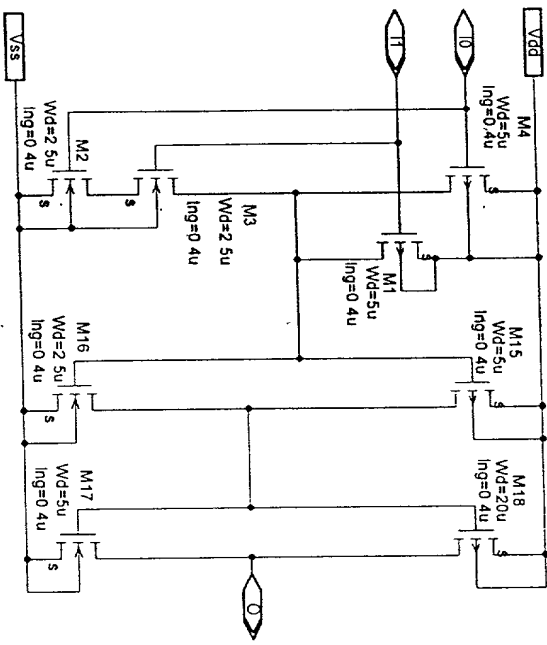 Vdd
M4
Wd=5u
lng=0.4u
s
M15
Wd=5u
lng=0 4u
s
M18
Wd=20u
lng=0 4u
s
I0
I1
M1
Wd=5u
lng=0 4u
s
M3
Wd=2 5u
lng=0 4u
s
O
M2
Wd=2 5u
lng=0 4u
s
M16
Wd=2 5u
lng=0 4u
s
M17
Wd=5u
lng=0 4u
s
Vss